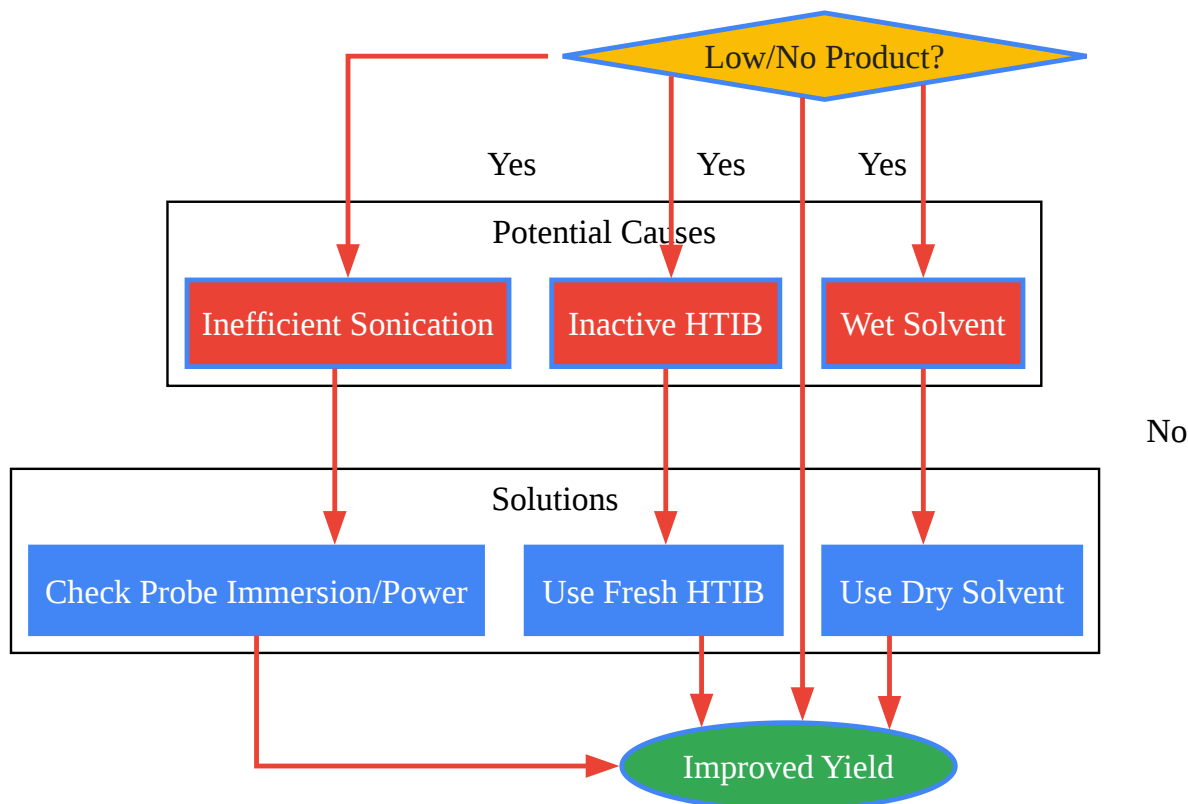 Low/No Product?
Yes
Yes
Yes
Potential Causes
Inefficient Sonication
Inactive HTIB
Wet Solvent
No
Solutions
Check Probe Immersion/Power
Use Fresh HTIB
Use Dry Solvent
Improved Yield